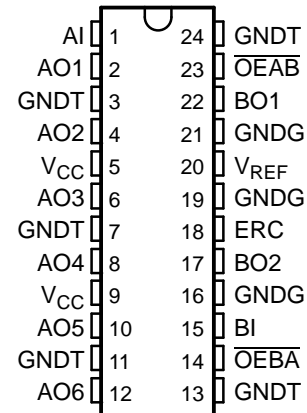 AI 1 24 GNDT
AO1 2 23 O̅E̅A̅B̅
GNDT 3 22 BO1
AO2 4 21 GNDG
VCC 5 20 VREF
AO3 6 19 GNDG
GNDT 7 18 ERC
AO4 8 17 BO2
VCC 9 16 GNDG
AO5 10 15 BI
GNDT 11 14 O̅E̅B̅A̅
AO6 12 13 GNDT